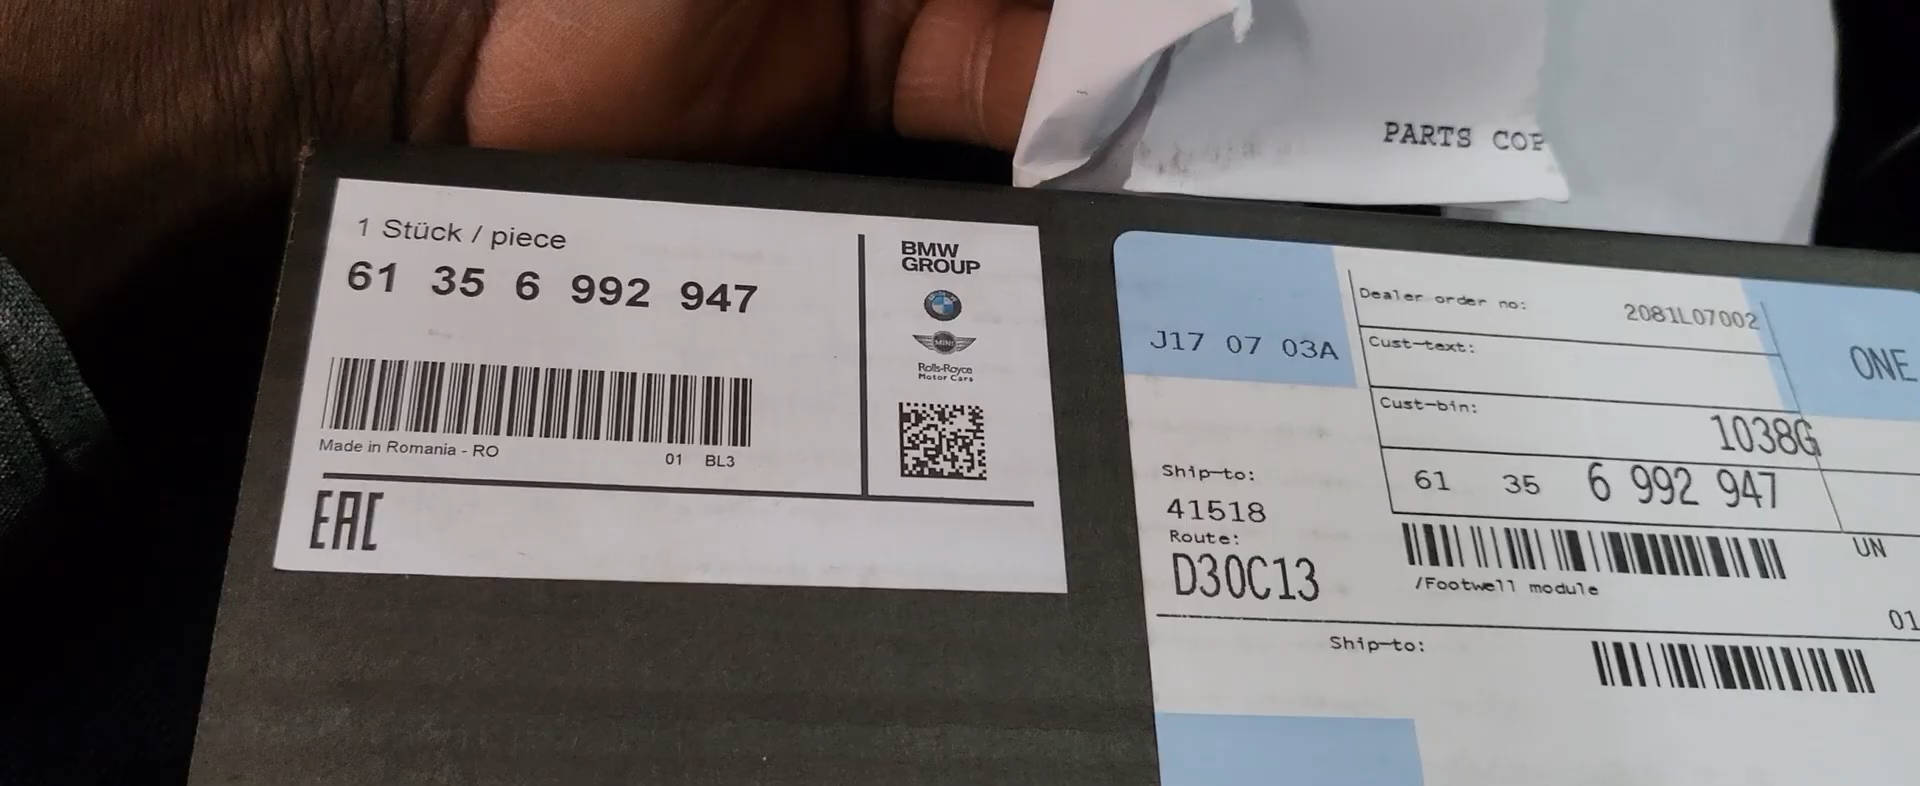 PARTS COP
1 Stück / piece
61 35 6 992 947
Made in Romania - RO
01 BL3
EAC
BMW
GROUP
MINI
Rolls-Royce
Motor Cars
J17 07 03A
Dealer order no: 2081L07002
Cust-text:
Cust-bin:
1038G
61 35 6 992 947
ONE
Ship-to:
41518
Route:
D30C13
/Footwell module
UN
01
Ship-to: